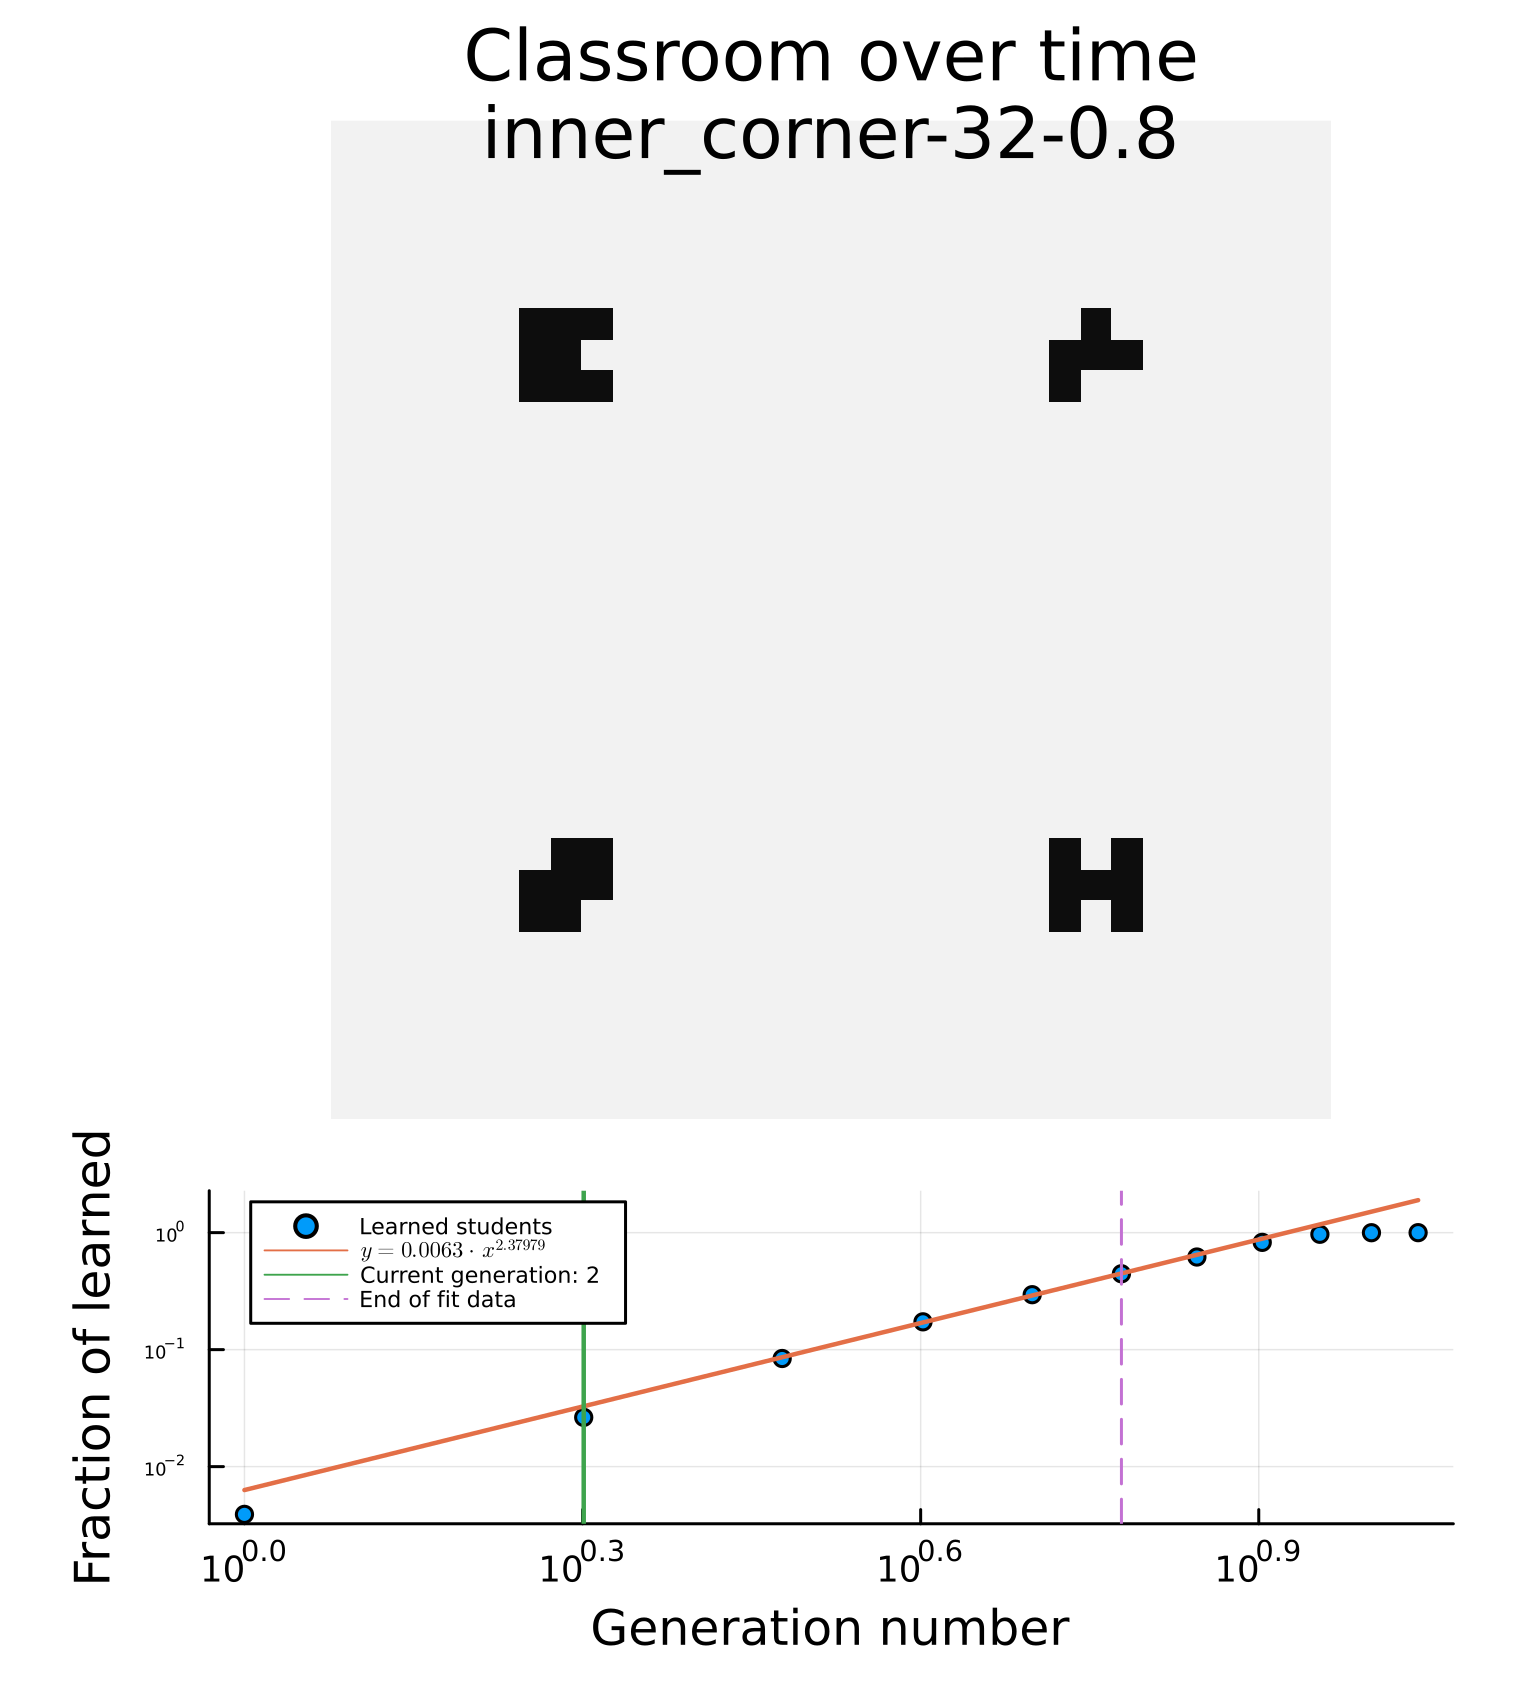 Classroom over time
inner_corner-32-0.8
Fraction of learned
10^0
10^−1
10^−2
Learned students
y = 0.0063 · x^2.37979
Current generation: 2
End of fit data
10^0.0
10^0.3
10^0.6
10^0.9
Generation number